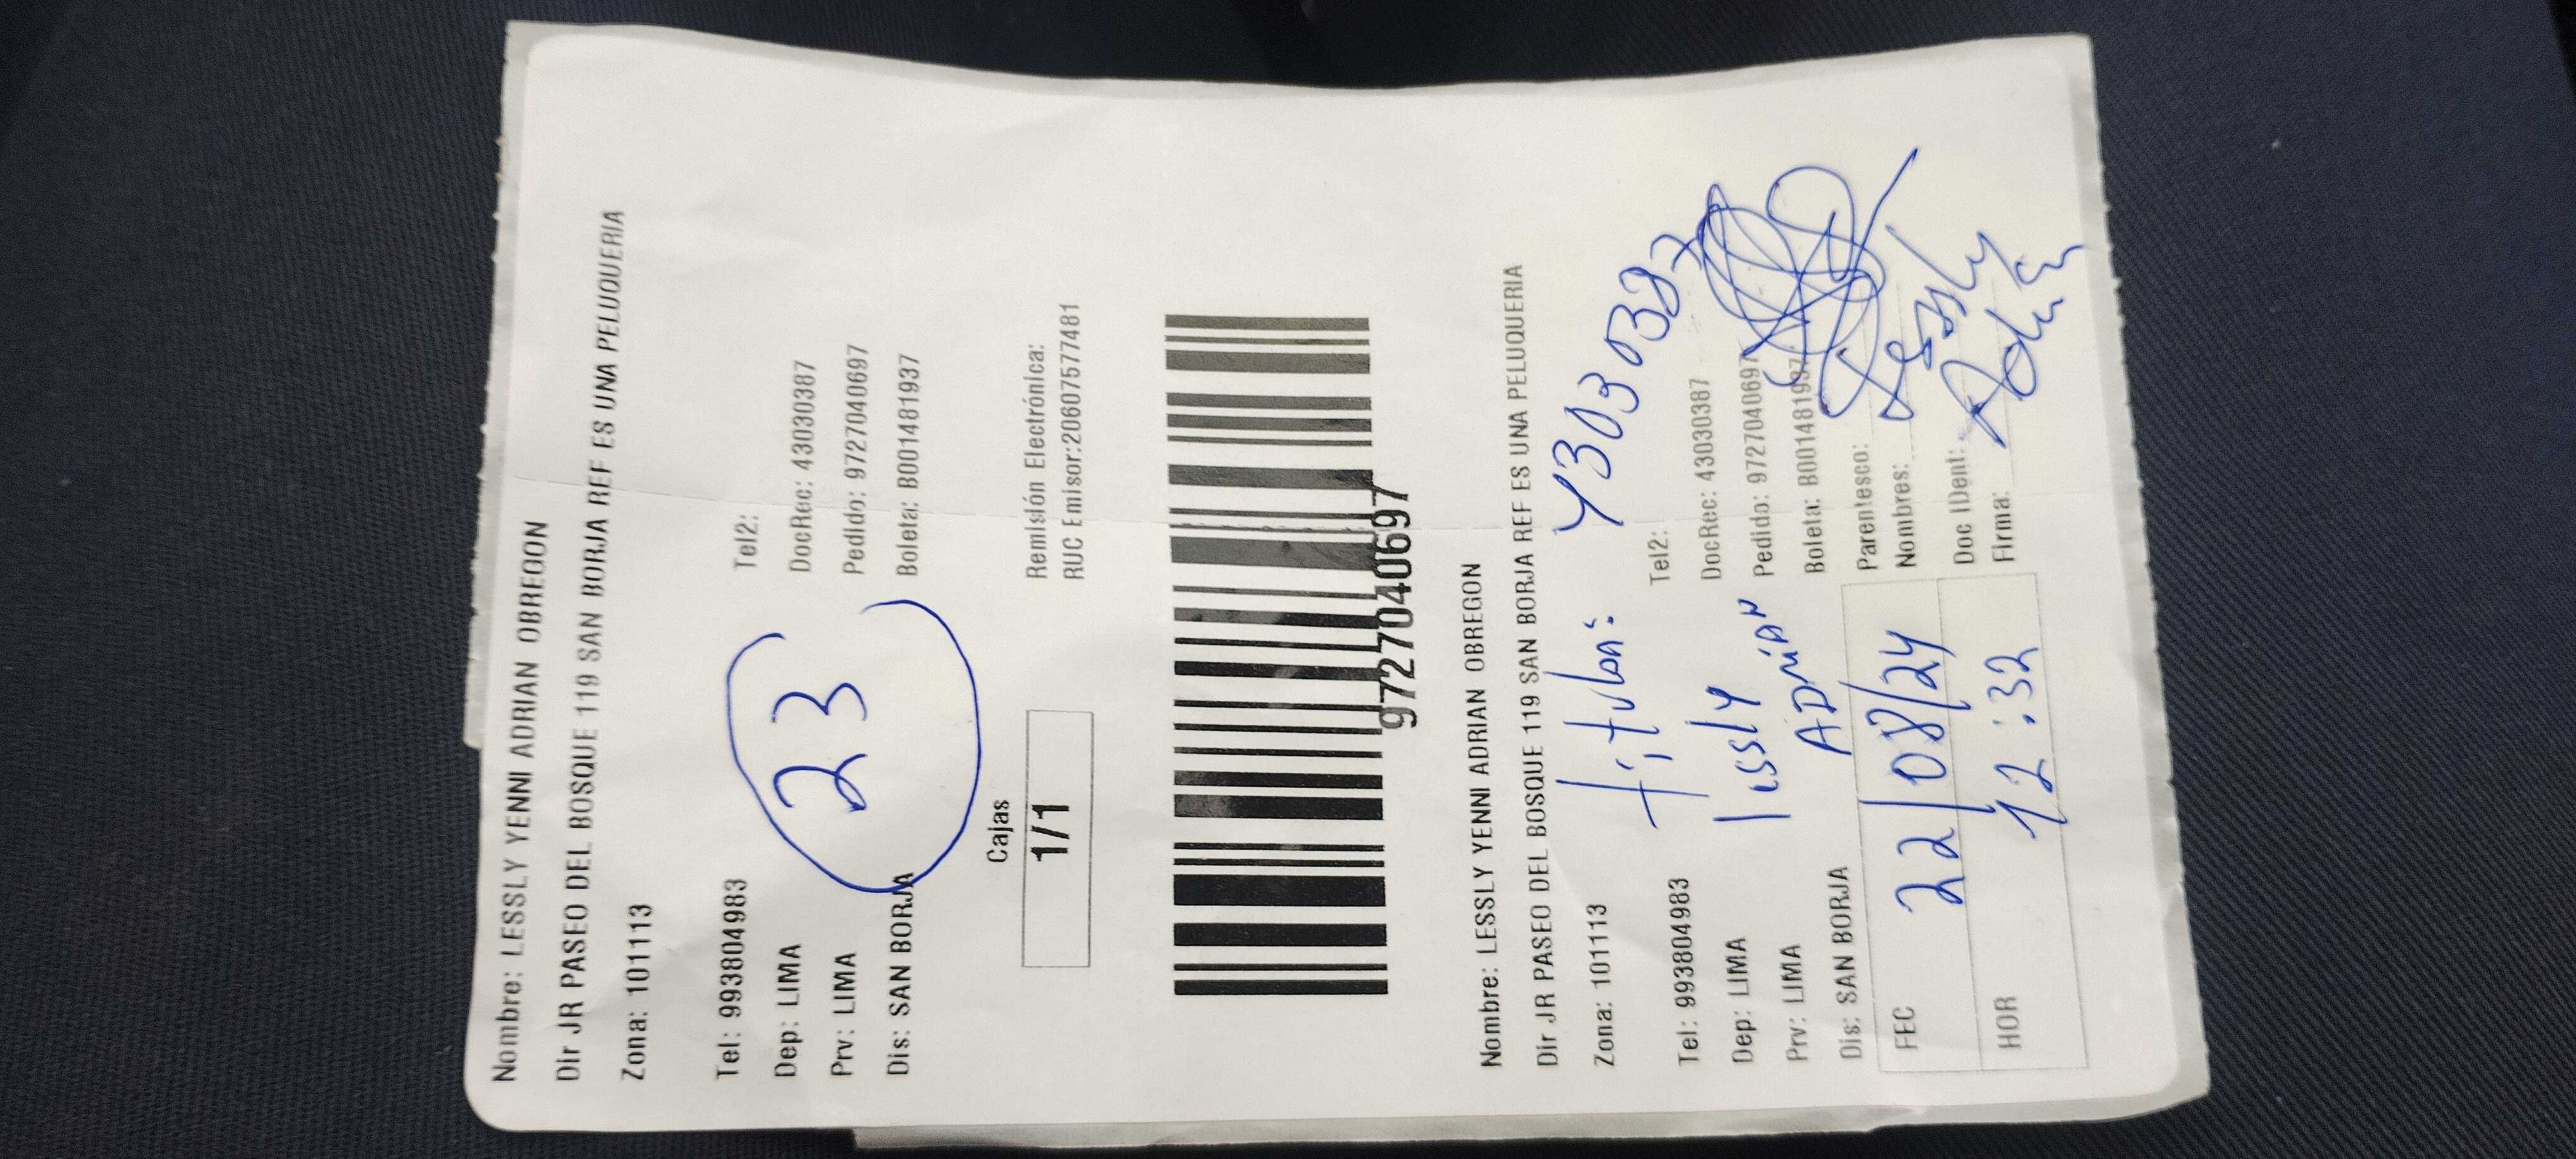 Nombre: LESSLY YENNI ADRIAN OBREGON
Dir JR PASEO DEL BOSQUE 119 SAN BORJA REF ES UNA PELUQUERIA
Zona: 101113
Tel: 993804983 Tel2:
Dep: LIMA DocRec: 43030387
Prv: LIMA Pedido: 9727040697
Dis: SAN BORJA Boleta: B001481937
23
Cajas
1/1
Remisión Electrónica:
RUC Emisor:20607577481
9727040697
Nombre: LESSLY YENNI ADRIAN OBREGON
Dir JR PASEO DEL BOSQUE 119 SAN BORJA REF ES UNA PELUQUERIA
Zona: 101113
Titular: 43030387
Tel: 993804983 Tel2:
Lessly
Adrián
Dep: LIMA DocRec: 43030387
Prv: LIMA Pedido: 9727040697
Dis: SAN BORJA Boleta: B001481937
Parentesco:
FEC 22/08/24 Nombres: Lessly
Doc IDent:
HOR 12:32 Firma: